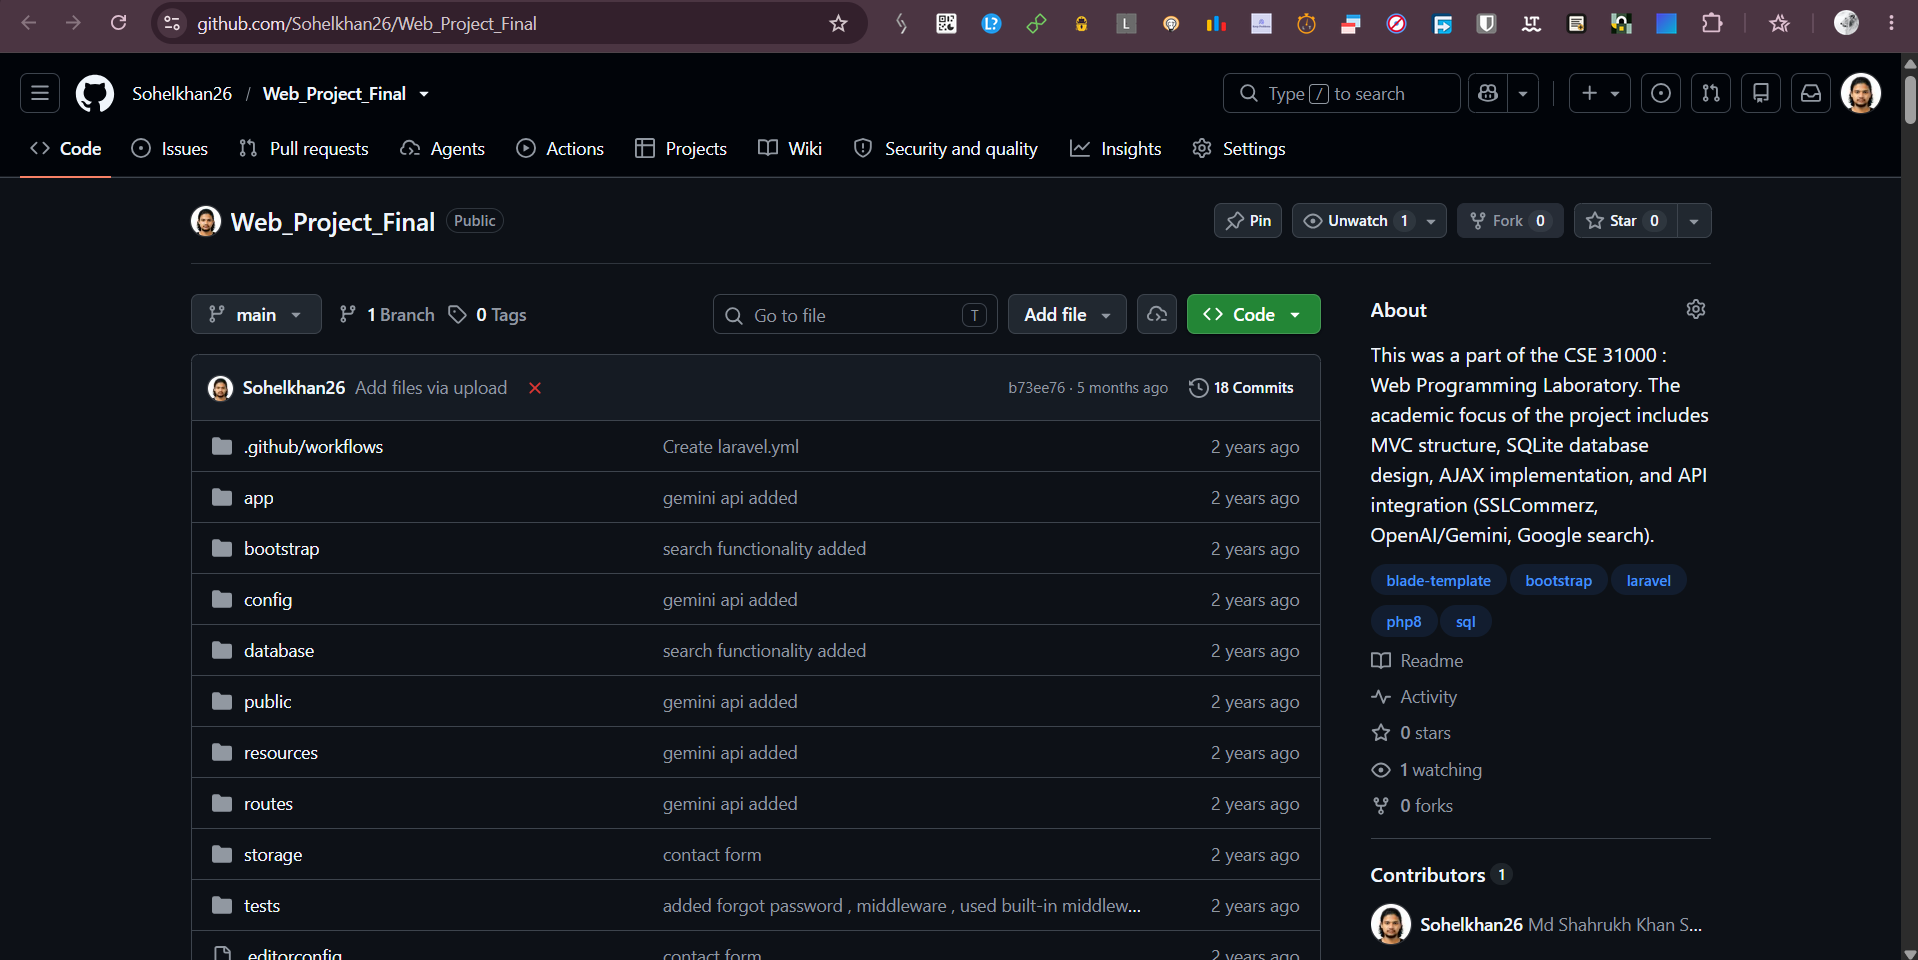 github.com/Sohelkhan26/Web_Project_Final
Sohelkhan26 / Web_Project_Final
Type / to search
Code
Issues
Pull requests
Agents
Actions
Projects
Wiki
Security and quality
Insights
Settings
Web_Project_Final Public
Pin
Unwatch 1
Fork 0
Star 0
main
1 Branch
0 Tags
Go to file T
Add file
Code
Sohelkhan26 Add files via upload
b73ee76 · 5 months ago
18 Commits
.github/workflows Create laravel.yml 2 years ago
app gemini api added 2 years ago
bootstrap search functionality added 2 years ago
config gemini api added 2 years ago
database search functionality added 2 years ago
public gemini api added 2 years ago
resources gemini api added 2 years ago
routes gemini api added 2 years ago
storage contact form 2 years ago
tests added forgot password , middleware , used built-in middlew... 2 years ago
.editorconfig contact form 2 years ago
About
This was a part of the CSE 31000 :
Web Programming Laboratory. The
academic focus of the project includes
MVC structure, SQLite database
design, AJAX implementation, and API
integration (SSLCommerz,
OpenAI/Gemini, Google search).
blade-template bootstrap laravel
php8 sql
Readme
Activity
0 stars
1 watching
0 forks
Contributors 1
Sohelkhan26 Md Shahrukh Khan S...